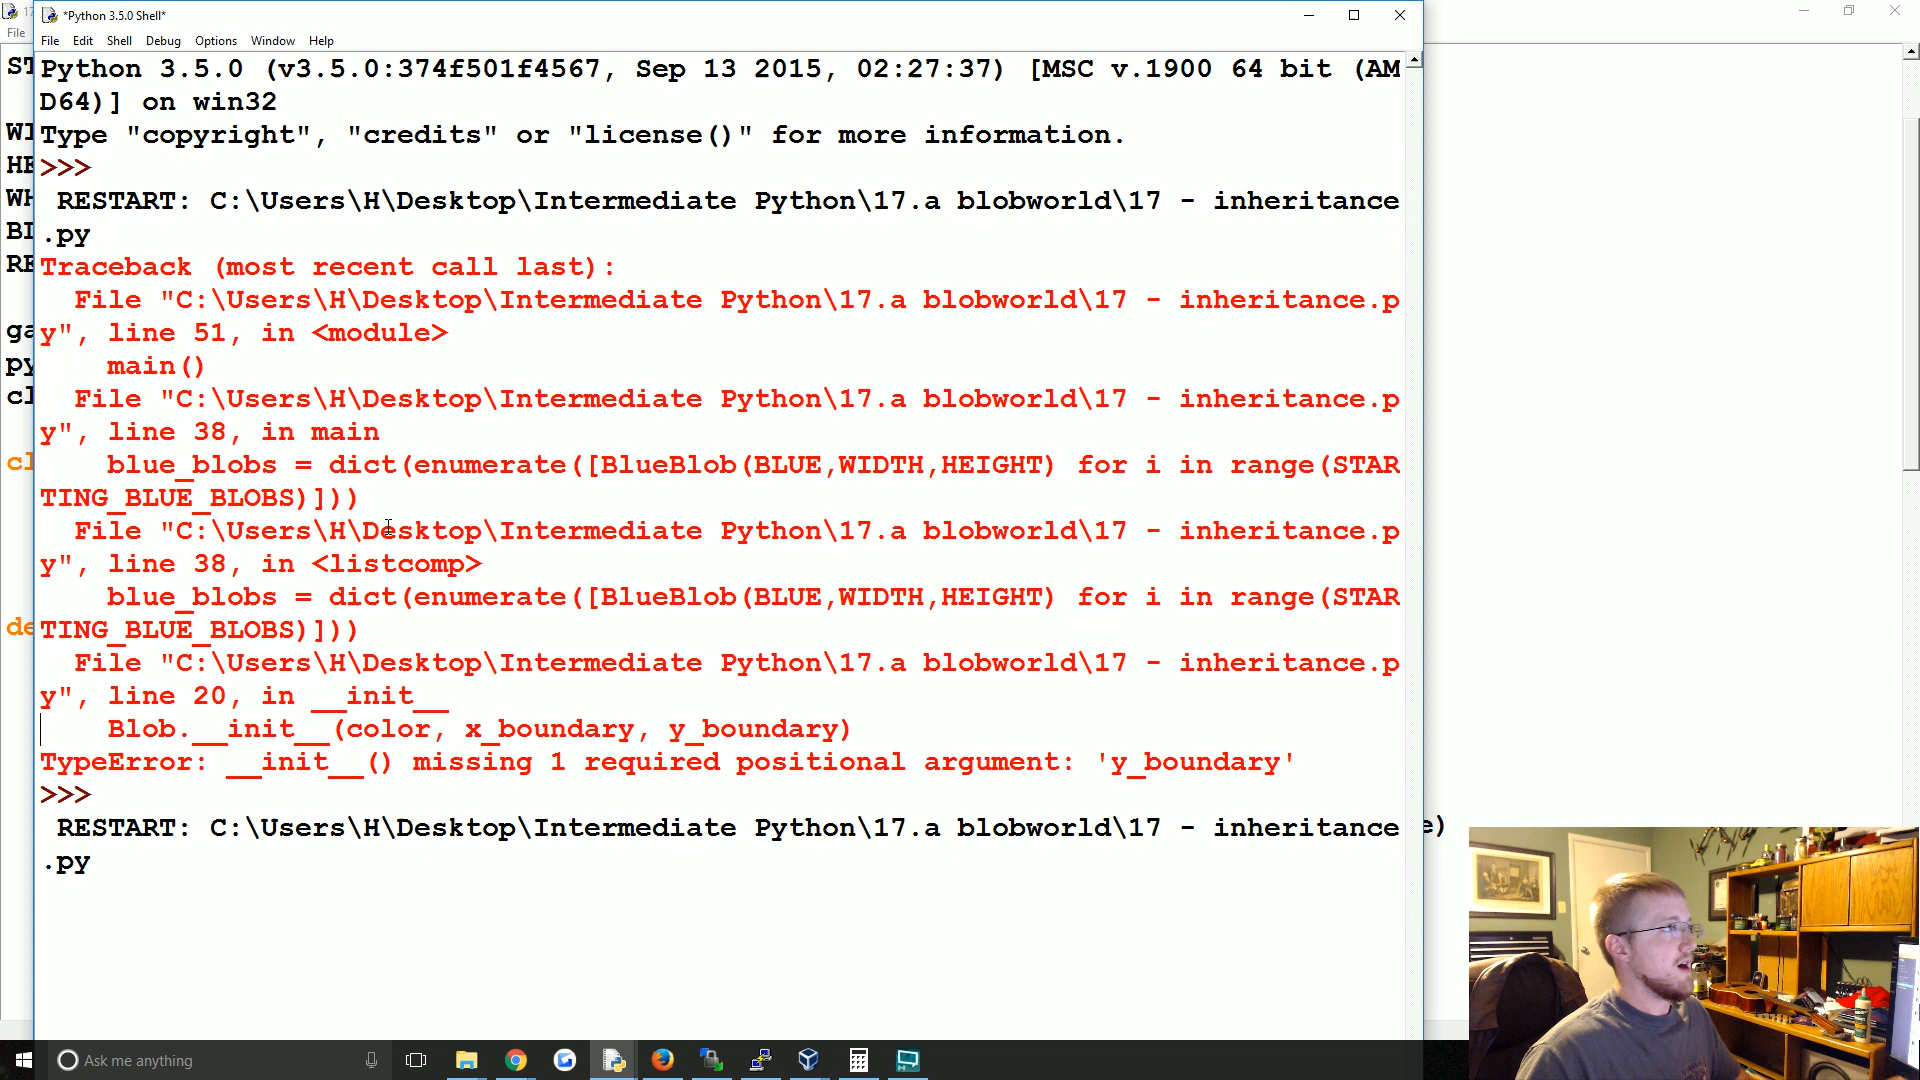 *Python 3.5.0 Shell*
File Edit Shell Debug Options Window Help
File
Python 3.5.0 (v3.5.0:374f501f4567, Sep 13 2015, 02:27:37) [MSC v.1900 64 bit (AM
D64)] on win32
Type "copyright", "credits" or "license()" for more information.
>>>
RESTART: C:\Users\H\Desktop\Intermediate Python\17.a blobworld\17 - inheritance
.py
Traceback (most recent call last):
File "C:\Users\H\Desktop\Intermediate Python\17.a blobworld\17 - inheritance.p
y", line 51, in <module>
main()
File "C:\Users\H\Desktop\Intermediate Python\17.a blobworld\17 - inheritance.p
y", line 38, in main
blue_blobs = dict(enumerate([BlueBlob(BLUE,WIDTH,HEIGHT) for i in range(STAR
TING_BLUE_BLOBS)]))
File "C:\Users\H\Desktop\Intermediate Python\17.a blobworld\17 - inheritance.p
y", line 38, in <listcomp>
blue_blobs = dict(enumerate([BlueBlob(BLUE,WIDTH,HEIGHT) for i in range(STAR
TING_BLUE_BLOBS)]))
File "C:\Users\H\Desktop\Intermediate Python\17.a blobworld\17 - inheritance.p
y", line 20, in __init__
Blob.__init__(color, x_boundary, y_boundary)
TypeError: __init__() missing 1 required positional argument: 'y_boundary'
>>>
RESTART: C:\Users\H\Desktop\Intermediate Python\17.a blobworld\17 - inheritance
.py
Ask me anything